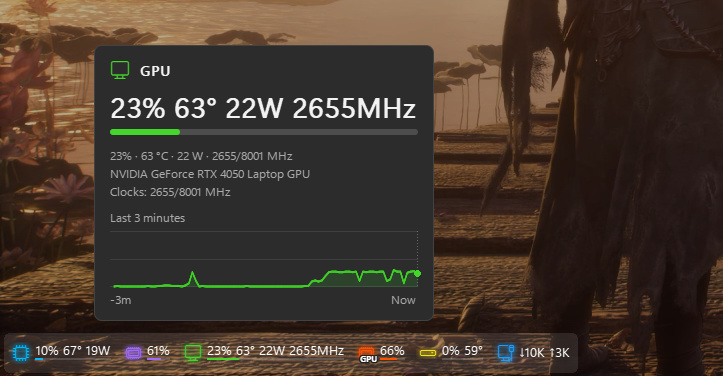 GPU
23% 63° 22W 2655MHz
23% · 63 °C · 22 W · 2655/8001 MHz
NVIDIA GeForce RTX 4050 Laptop GPU
Clocks: 2655/8001 MHz
Last 3 minutes
-3m Now
10% 67° 19W 61% 23% 63° 22W 2655MHz GPU 66% 0% 59° ↓10K ↑3K